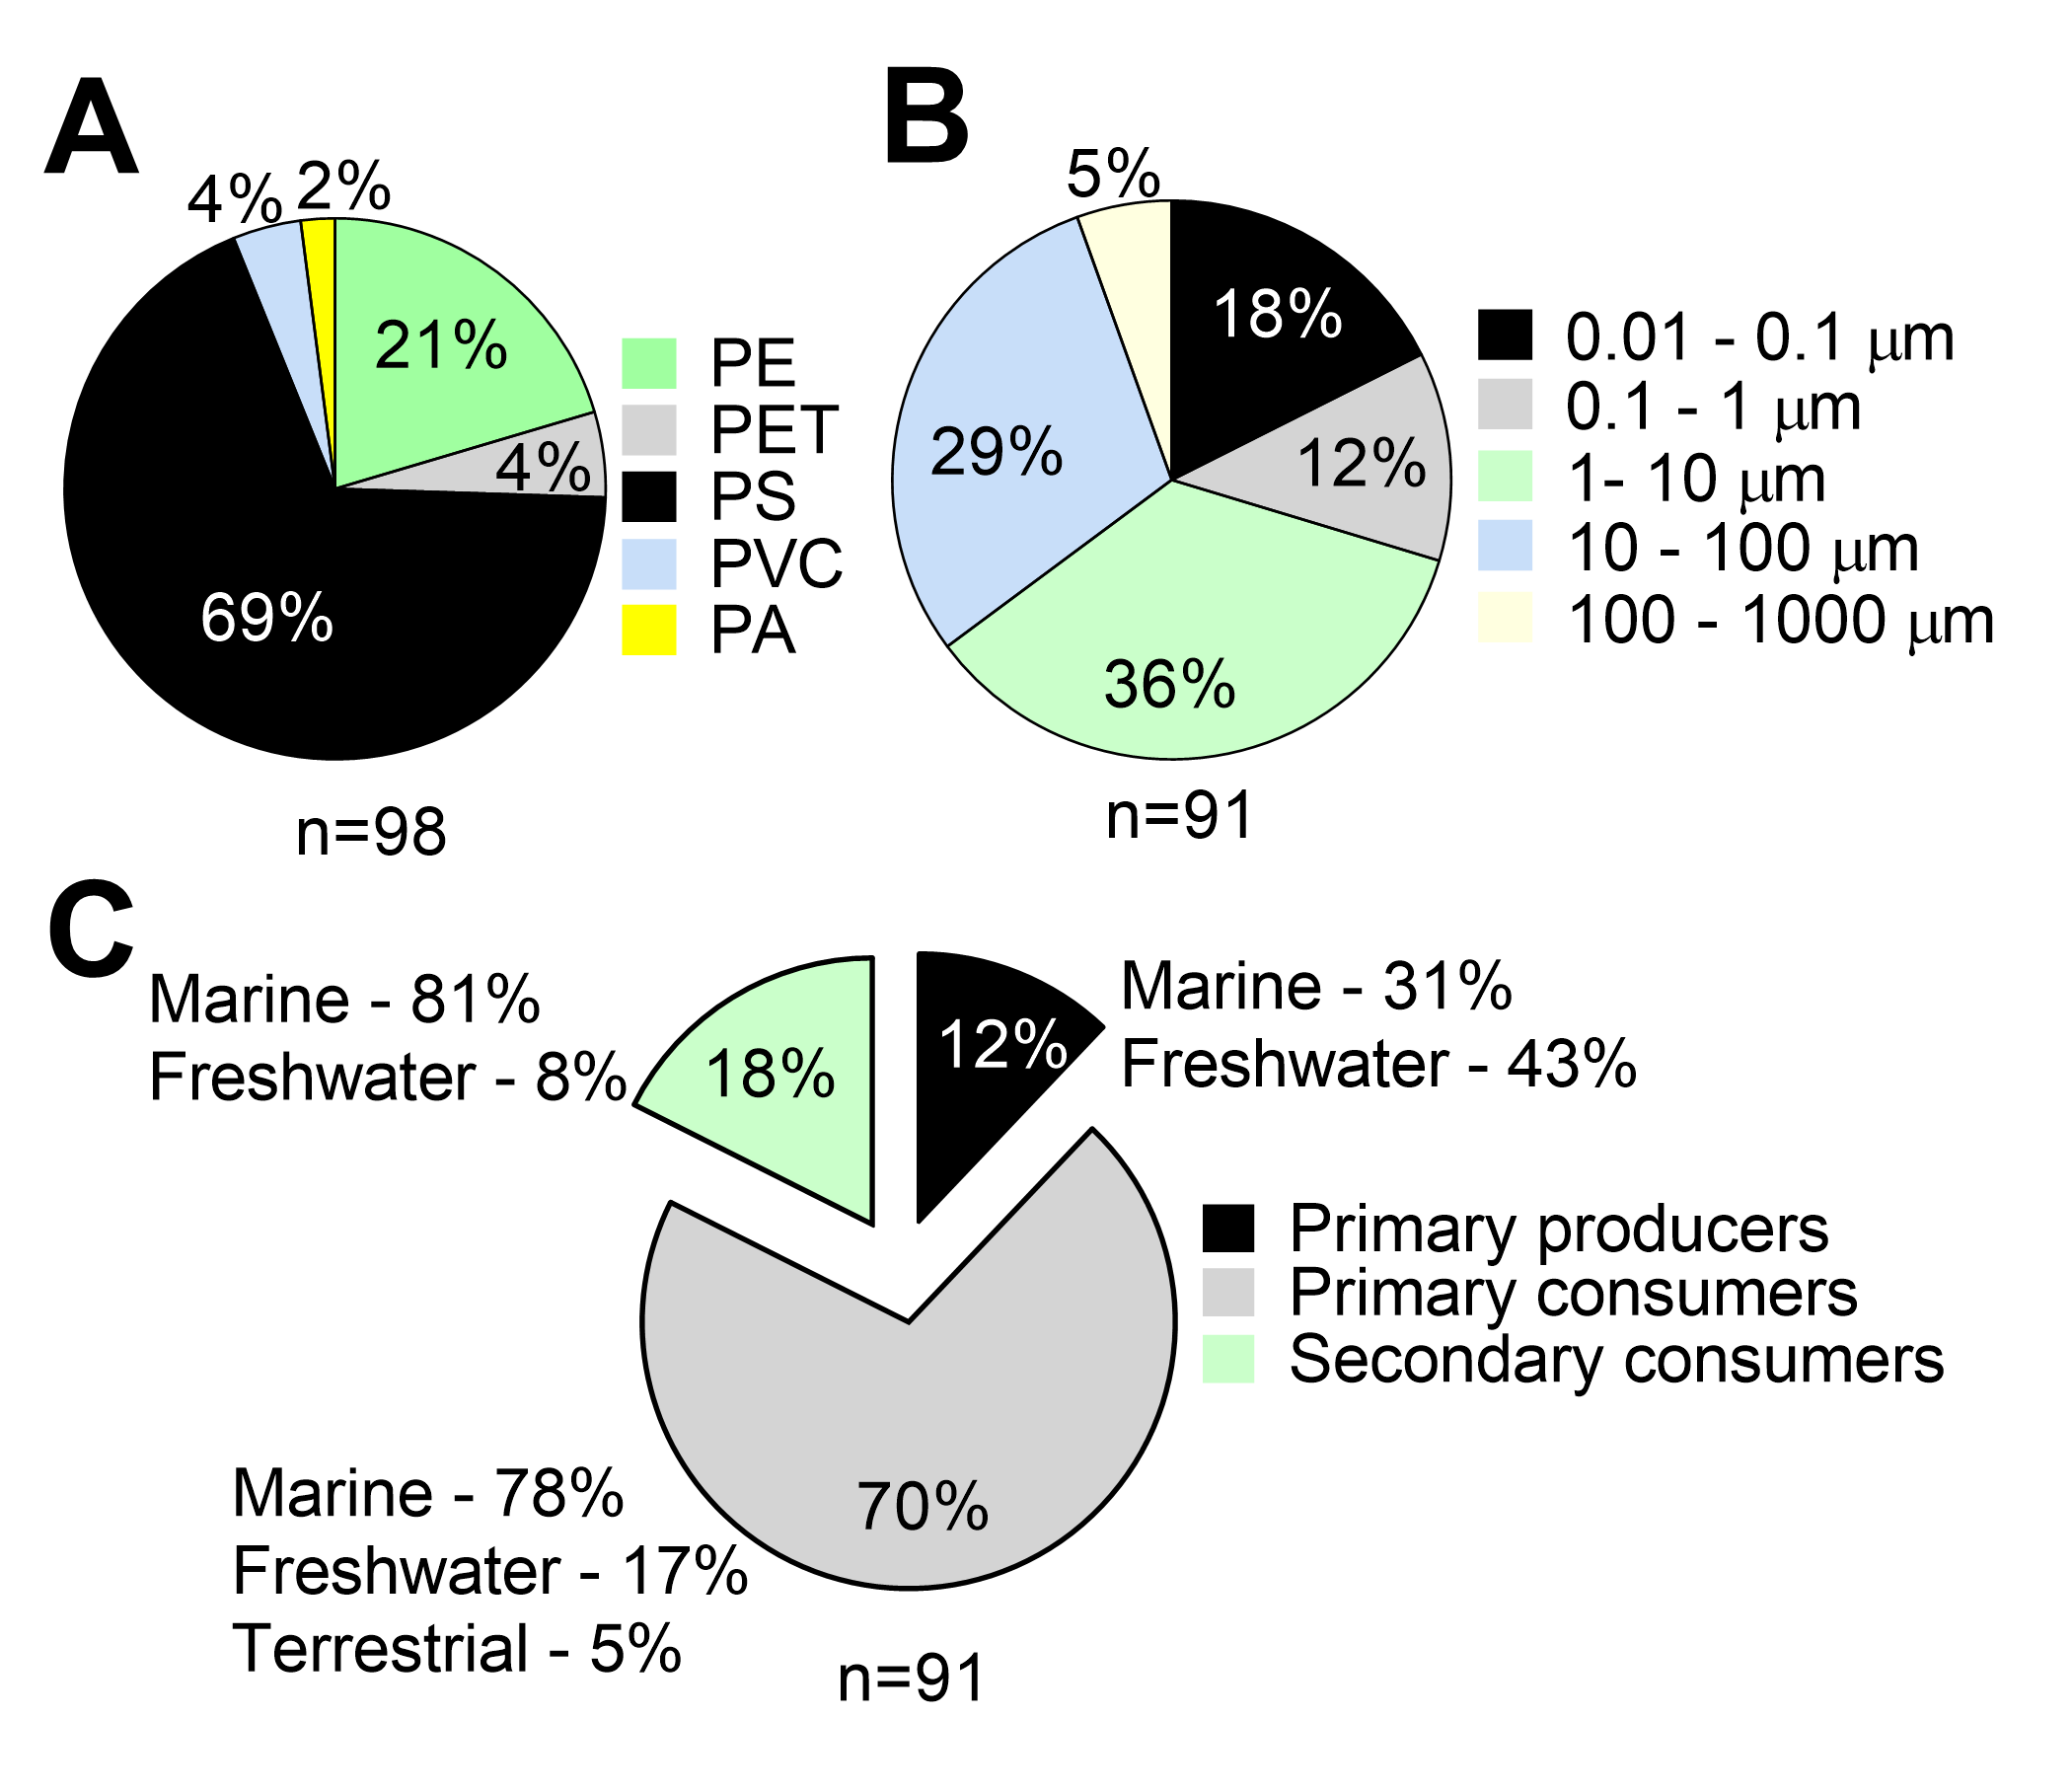 A
4%
2%
21%
4%
69%
PE
PET
PS
PVC
PA
n=98
B
5%
18%
12%
29%
36%
0.01 - 0.1 μm
0.1 - 1 μm
1- 10 μm
10 - 100 μm
100 - 1000 μm
n=91
C
Marine - 81%
Freshwater - 8%
18%
12%
Marine - 31%
Freshwater - 43%
Primary producers
Primary consumers
Secondary consumers
70%
Marine - 78%
Freshwater - 17%
Terrestrial - 5%
n=91